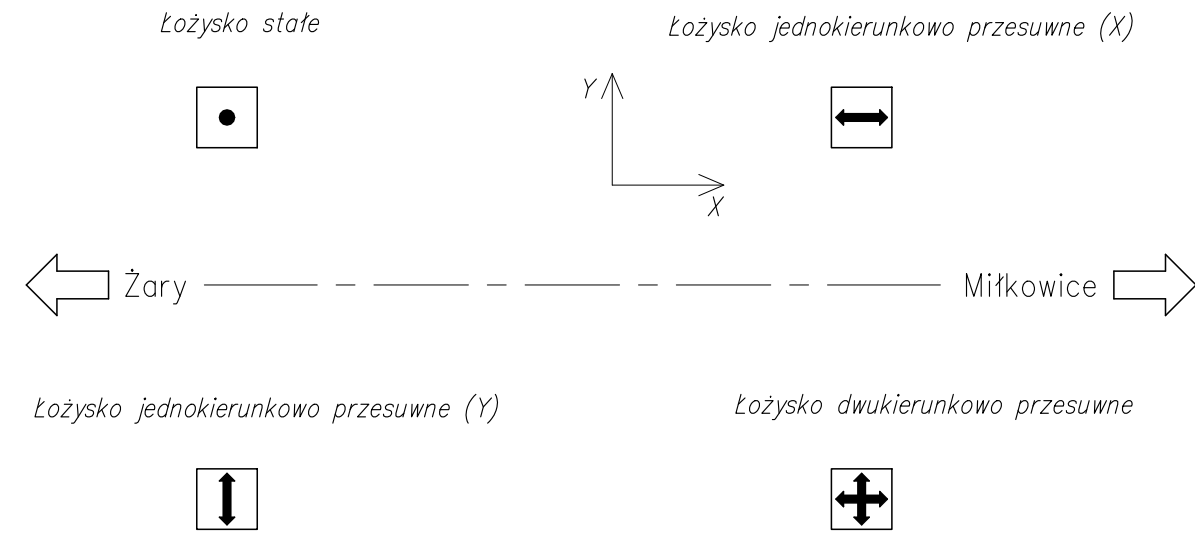 Łożysko stałe
Łożysko jednokierunkowo przesuwne (X)
Y
X
Żary
Miłkowice
Łożysko jednokierunkowo przesuwne (Y)
Łożysko dwukierunkowo przesuwne